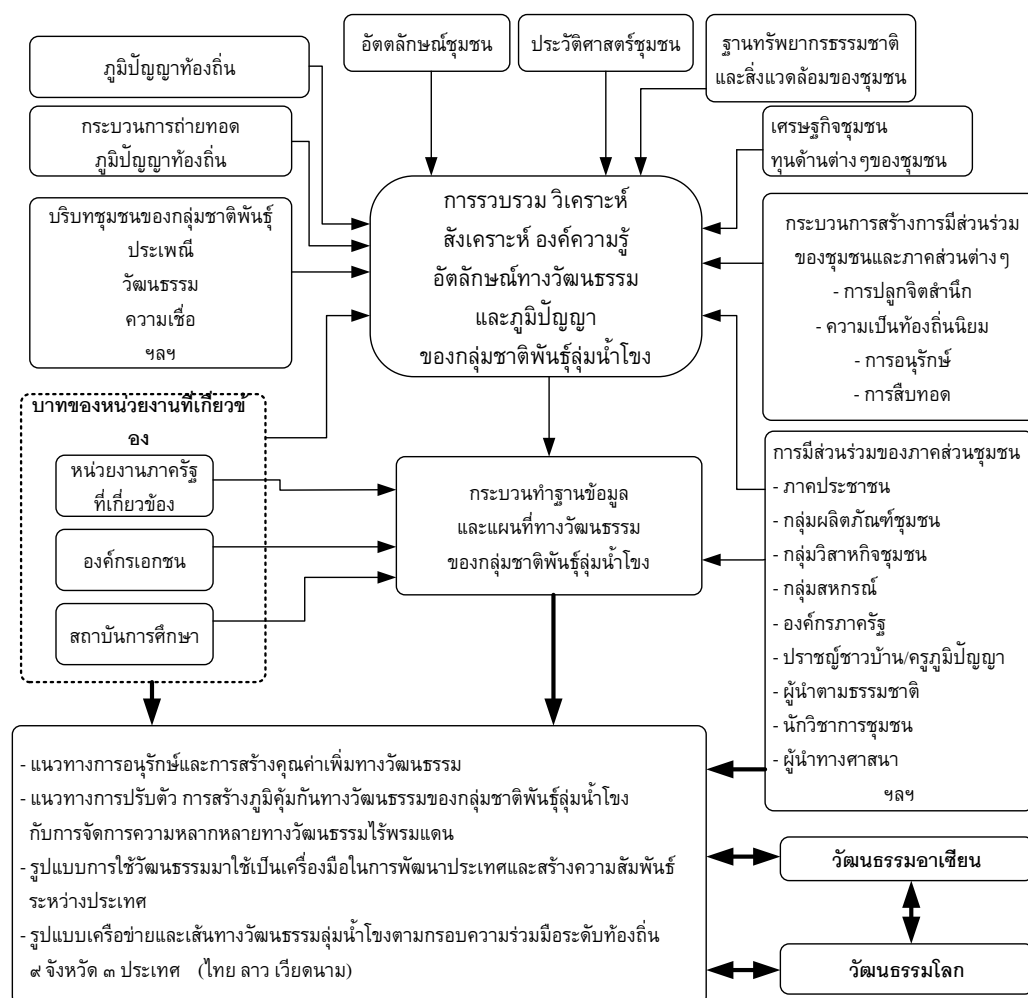 อัตตลักษณ์ชุมชน
ประวัติศาสตร์ชุมชน
ฐานทรัพยากรธรรมชาติ
และสิ่งแวดล้อมของชุมชน
ภูมิปัญญาท้องถิ่น
กระบวนการถ่ายทอด
ภูมิปัญญาท้องถิ่น
เศรษฐกิจชุมชน
ทุนด้านต่างๆของชุมชน
บริบทชุมชนของกลุ่มชาติพันธุ์
ประเพณี
วัฒนธรรม
ความเชื่อ
ฯลฯ
การรวบรวม วิเคราะห์
สังเคราะห์ องค์ความรู้
อัตลักษณ์ทางวัฒนธรรม
และภูมิปัญญา
ของกลุ่มชาติพันธุ์ลุ่มน้ำโขง
กระบวนการสร้างการมีส่วนร่วม
ของชุมชนและภาคส่วนต่างๆ
- การปลูกจิตสำนึก
- ความเป็นท้องถิ่นนิยม
- การอนุรักษ์
- การสืบทอด
บาทของหน่วยงานที่เกี่ยวข้
อง
หน่วยงานภาครัฐ
ที่เกี่ยวข้อง
องค์กรเอกชน
สถาบันการศึกษา
กระบวนทำฐานข้อมูล
และแผนที่ทางวัฒนธรรม
ของกลุ่มชาติพันธุ์ลุ่มน้ำโขง
การมีส่วนร่วมของภาคส่วนชุมชน
- ภาคประชาชน
- กลุ่มผลิตภัณฑ์ชุมชน
- กลุ่มวิสาหกิจชุมชน
- กลุ่มสหกรณ์
- องค์กรภาครัฐ
- ปราชญ์ชาวบ้าน/ครูภูมิปัญญา
- ผู้นำตามธรรมชาติ
- นักวิชาการชุมชน
- ผู้นำทางศาสนา
ฯลฯ
- แนวทางการอนุรักษ์และการสร้างคุณค่าเพิ่มทางวัฒนธรรม
- แนวทางการปรับตัว การสร้างภูมิคุ้มกันทางวัฒนธรรมของกลุ่มชาติพันธุ์ลุ่มน้ำโขง
กับการจัดการความหลากหลายทางวัฒนธรรมไร้พรมแดน
- รูปแบบการใช้วัฒนธรรมมาใช้เป็นเครื่องมือในการพัฒนาประเทศและสร้างความสัมพันธ์
ระหว่างประเทศ
- รูปแบบเครือข่ายและเส้นทางวัฒนธรรมลุ่มน้ำโขงตามกรอบความร่วมมือระดับท้องถิ่น
๙ จังหวัด ๓ ประเทศ (ไทย ลาว เวียดนาม)
วัฒนธรรมอาเซียน
วัฒนธรรมโลก